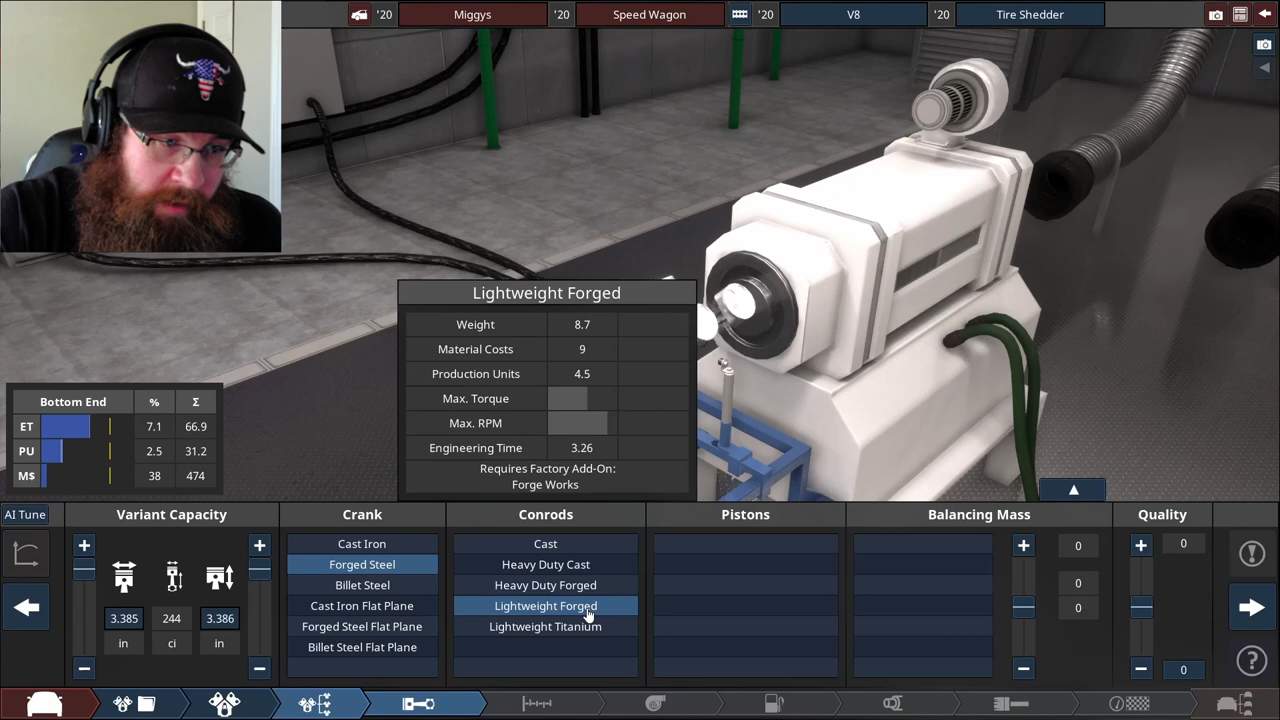 '20 Miggys '20 Speed Wagon '20 V8 '20 Tire Shedder
Lightweight Forged
Weight 8.7
Material Costs 9
Production Units 4.5
Max. Torque
Max. RPM
Engineering Time 3.26
Requires Factory Add-On:
Forge Works
Bottom End % Σ
ET 7.1 66.9
PU 2.5 31.2
M$ 38 474
AI Tune
Variant Capacity
+ +
3.385 244 3.386
in ci in
- -
Crank
Cast Iron
Forged Steel
Billet Steel
Cast Iron Flat Plane
Forged Steel Flat Plane
Billet Steel Flat Plane
Conrods
Cast
Heavy Duty Cast
Heavy Duty Forged
Lightweight Forged
Lightweight Titanium
Pistons
Balancing Mass
+ 0
0
0
-
Quality
+ 0
- 0